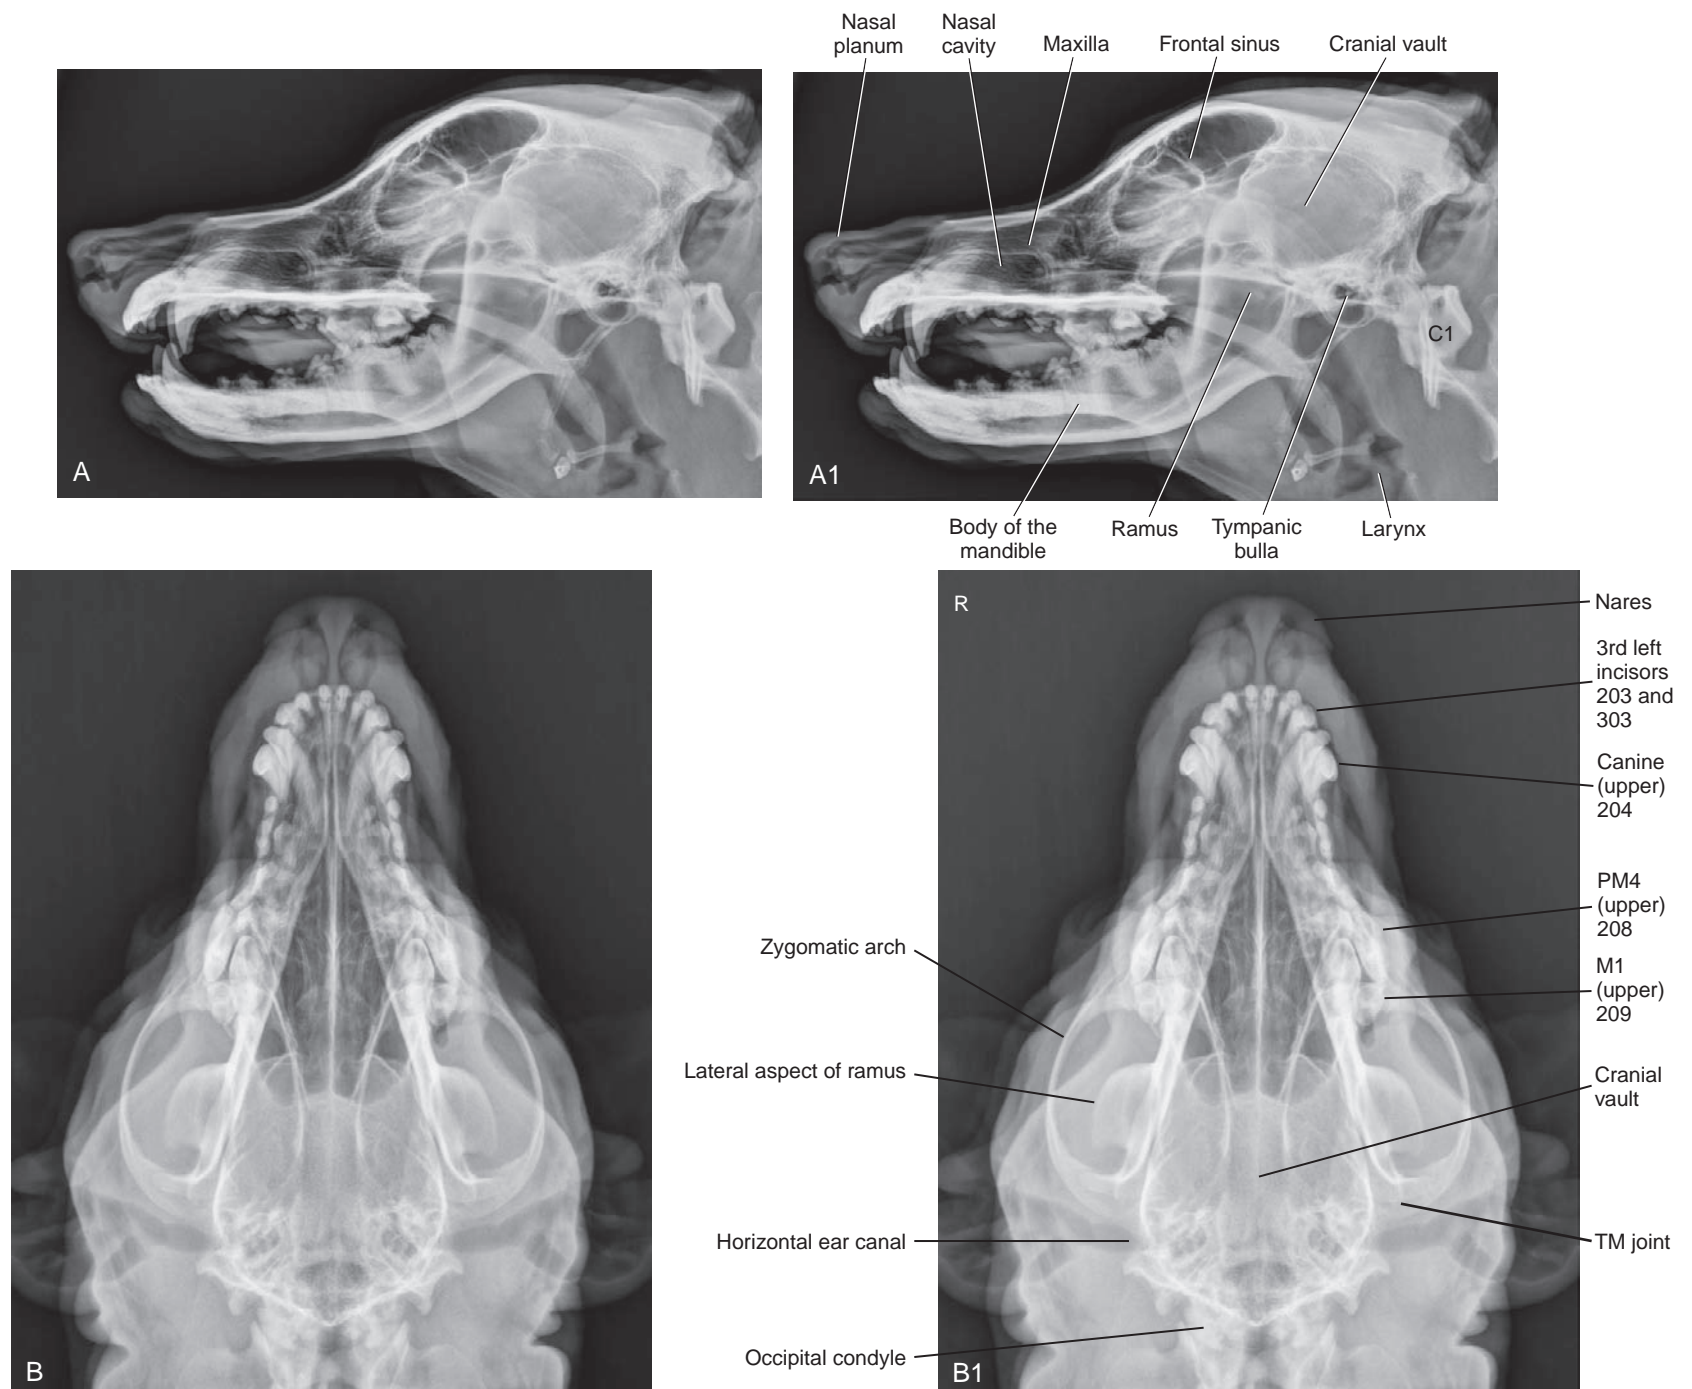 Nasal
planum
Nasal
cavity
Maxilla
Frontal sinus
Cranial vault
A
A1
C1
Body of the
mandible
Ramus
Tympanic
bulla
Larynx
B
R
B1
Nares
3rd left
incisors
203 and
303
Canine
(upper)
204
PM4
(upper)
208
M1
(upper)
209
Zygomatic arch
Lateral aspect of ramus
Cranial
vault
Horizontal ear canal
TM joint
Occipital condyle